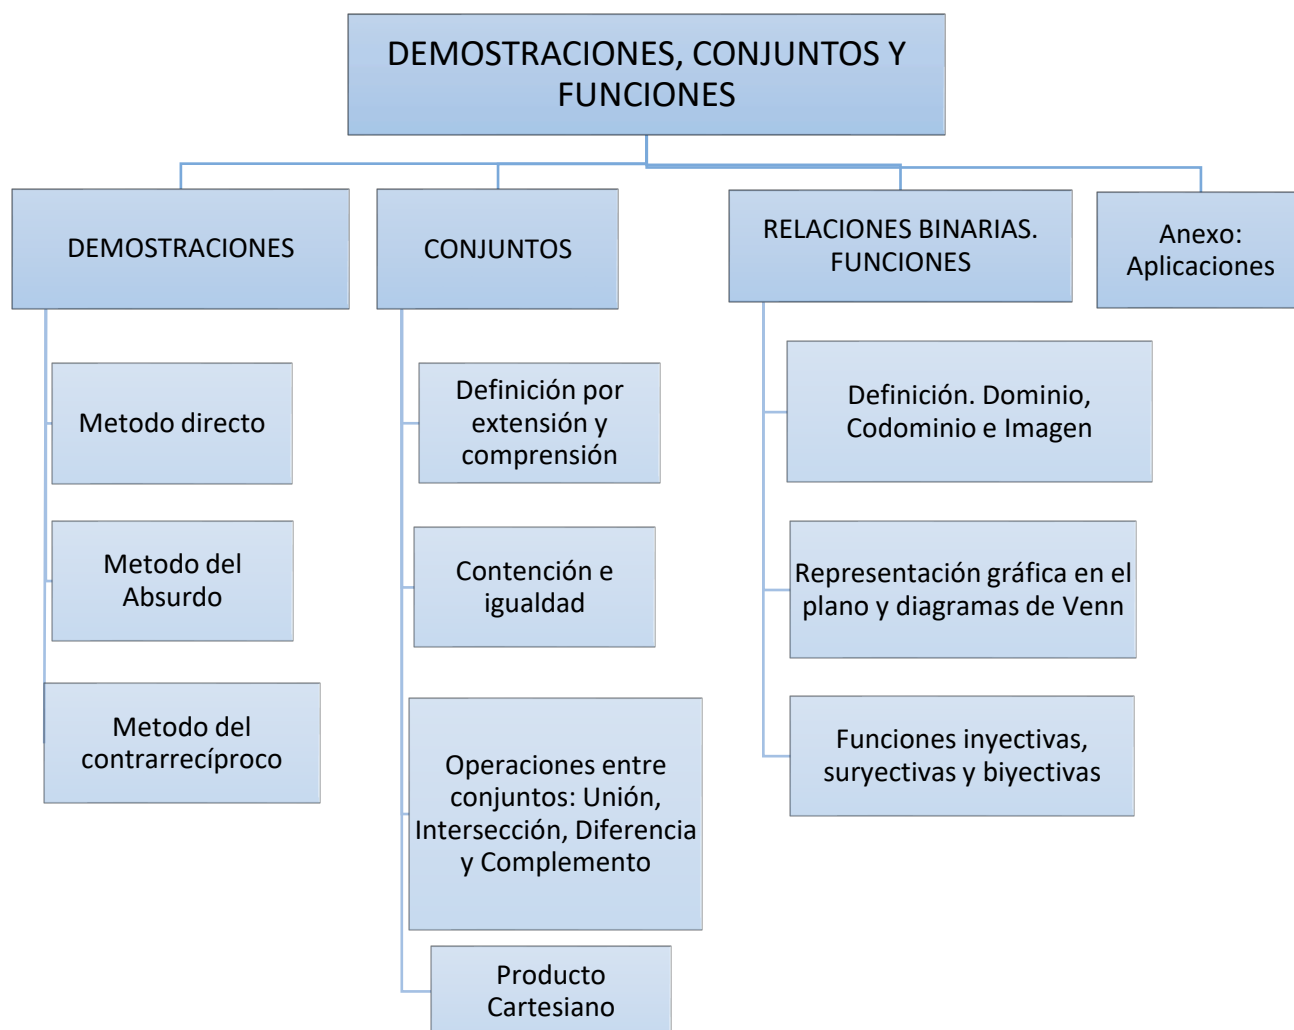 DEMOSTRACIONES, CONJUNTOS Y
FUNCIONES
DEMOSTRACIONES
Metodo directo
Metodo del
Absurdo
Metodo del
contrarrecíproco
CONJUNTOS
Definición por
extensión y
comprensión
Contención e
igualdad
Operaciones entre
conjuntos: Unión,
Intersección, Diferencia
y Complemento
Producto
Cartesiano
RELACIONES BINARIAS.
FUNCIONES
Definición. Dominio,
Codominio e Imagen
Representación gráfica en el
plano y diagramas de Venn
Funciones inyectivas,
suryectivas y biyectivas
Anexo:
Aplicaciones